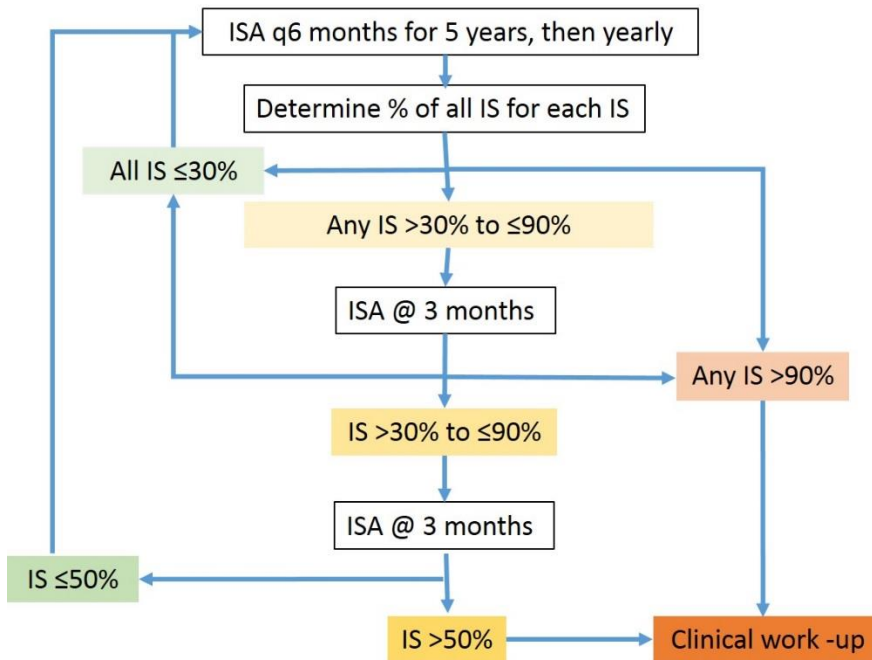 ISA q6 months for 5 years, then yearly
Determine % of all IS for each IS
All IS ≤30%
Any IS >30% to ≤90%
ISA @ 3 months
Any IS >90%
IS >30% to ≤90%
ISA @ 3 months
IS ≤50%
IS >50%
Clinical work -up